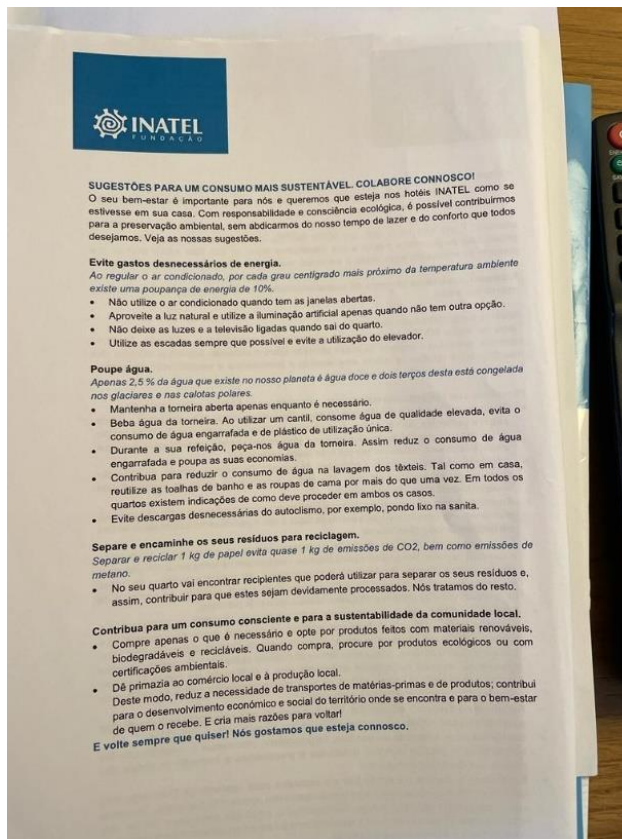 INATEL
FUNDAÇÃO
SUGESTÕES PARA UM CONSUMO MAIS SUSTENTÁVEL. COLABORE CONNOSCO!
O seu bem-estar é importante para nós e queremos que esteja nos hotéis INATEL como se
estivesse em sua casa. Com responsabilidade e consciência ecológica, é possível contribuirmos
para a preservação ambiental, sem abdicarmos do nosso tempo de lazer e do conforto que todos
desejamos. Veja as nossas sugestões.
Evite gastos desnecessários de energia.
Ao regular o ar condicionado, por cada grau centígrado mais próximo da temperatura ambiente
existe uma poupança de energia de 10%.
• Não utilize o ar condicionado quando tem as janelas abertas.
• Aproveite a luz natural e utilize a iluminação artificial apenas quando não tem outra opção.
• Não deixe as luzes e a televisão ligadas quando sai do quarto.
• Utilize as escadas sempre que possível e evite a utilização do elevador.
Poupe água.
Apenas 2,5 % da água que existe no nosso planeta é água doce e dois terços desta está congelada
nos glaciares e nas calotas polares.
• Mantenha a torneira aberta apenas enquanto é necessário.
• Beba água da torneira. Ao utilizar um cantil, consome água de qualidade elevada, evita o
consumo de água engarrafada e de plástico de utilização única.
• Durante a sua refeição, peça-nos água da torneira. Assim reduz o consumo de água
engarrafada e poupa as suas economias.
• Contribua para reduzir o consumo de água na lavagem dos têxteis. Tal como em casa,
reutilize as toalhas de banho e as roupas de cama por mais do que uma vez. Em todos os
quartos existem indicações de como deve proceder em ambos os casos.
• Evite descargas desnecessárias do autoclismo, por exemplo, pondo lixo na sanita.
Separe e encaminhe os seus resíduos para reciclagem.
Separar e reciclar 1 kg de papel evita quase 1 kg de emissões de CO2, bem como emissões de
metano.
• No seu quarto vai encontrar recipientes que poderá utilizar para separar os seus resíduos e,
assim, contribuir para que estes sejam devidamente processados. Nós tratamos do resto.
Contribua para um consumo consciente e para a sustentabilidade da comunidade local.
• Compre apenas o que é necessário e opte por produtos feitos com materiais renováveis,
biodegradáveis e recicláveis. Quando compra, procure por produtos ecológicos ou com
certificações ambientais.
• Dê primazia ao comércio local e à produção local.
Deste modo, reduz a necessidade de transportes de matérias-primas e de produtos; contribui
para o desenvolvimento económico e social do território onde se encontra e para o bem-estar
de quem o recebe. E cria mais razões para voltar!
E volte sempre que quiser! Nós gostamos que esteja connosco.